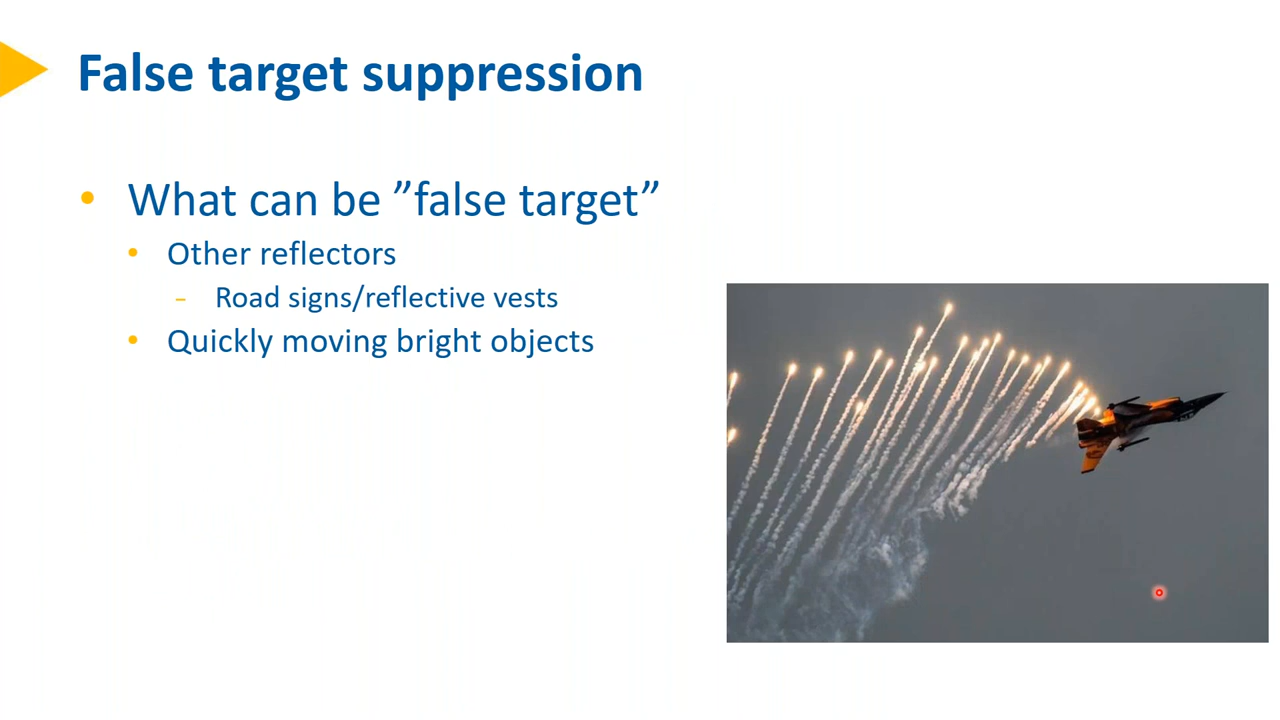 False target suppression
• What can be ”false target”
• Other reflectors
- Road signs/reflective vests
• Quickly moving bright objects